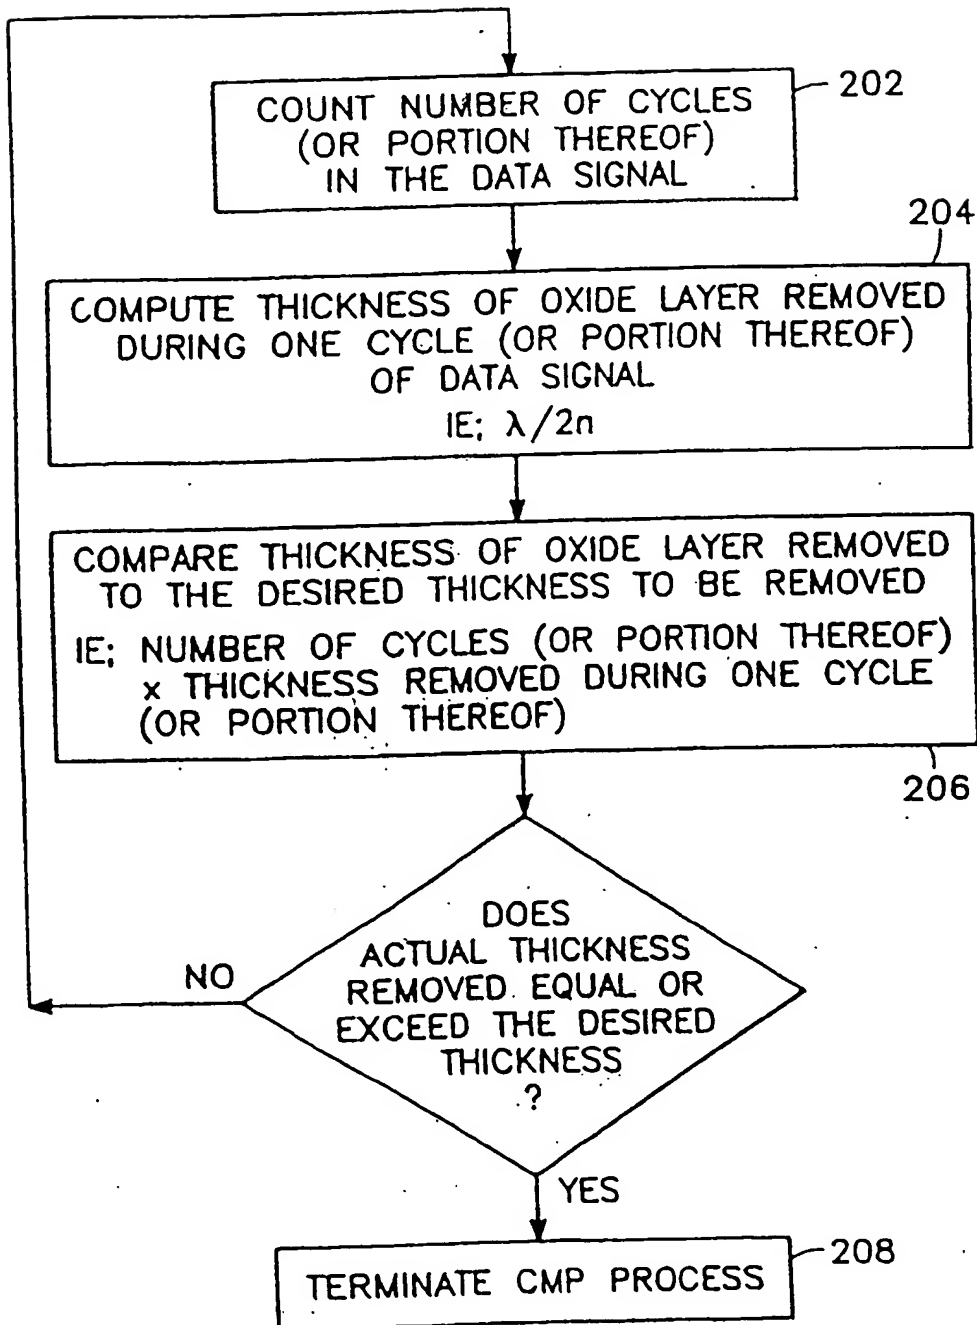 COUNT NUMBER OF CYCLES
(OR PORTION THEREOF)
IN THE DATA SIGNAL
202
204
COMPUTE THICKNESS OF OXIDE LAYER REMOVED
DURING ONE CYCLE (OR PORTION THEREOF)
OF DATA SIGNAL
IE; λ/2n
COMPARE THICKNESS OF OXIDE LAYER REMOVED
TO THE DESIRED THICKNESS TO BE REMOVED
IE; NUMBER OF CYCLES (OR PORTION THEREOF)
x THICKNESS REMOVED DURING ONE CYCLE
(OR PORTION THEREOF)
206
DOES
ACTUAL THICKNESS
REMOVED EQUAL OR
EXCEED THE DESIRED
THICKNESS
?
NO
YES
TERMINATE CMP PROCESS
208